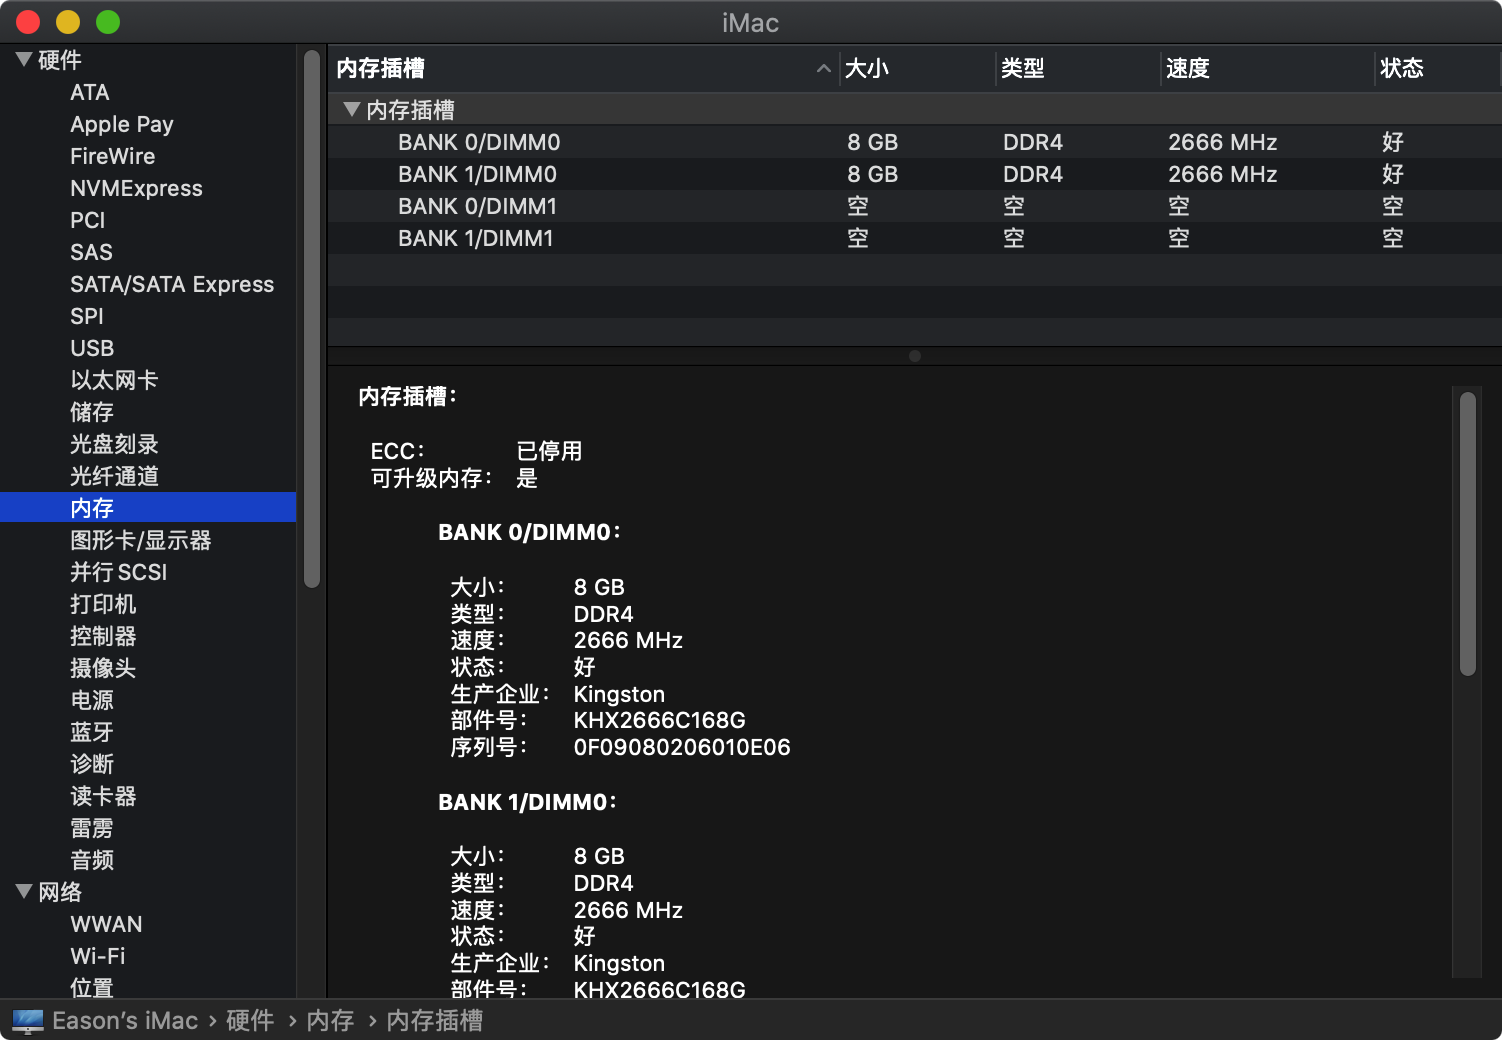 iMac
硬件
ATA
Apple Pay
FireWire
NVMExpress
PCI
SAS
SATA/SATA Express
SPI
USB
以太网卡
储存
光盘刻录
光纤通道
内存
图形卡/显示器
并行 SCSI
打印机
控制器
摄像头
电源
蓝牙
诊断
读卡器
雷雳
音频
网络
WWAN
Wi-Fi
位置
内存插槽 大小 类型 速度 状态
内存插槽
BANK 0/DIMM0 8 GB DDR4 2666 MHz 好
BANK 1/DIMM0 8 GB DDR4 2666 MHz 好
BANK 0/DIMM1 空 空 空 空
BANK 1/DIMM1 空 空 空 空
内存插槽：
ECC： 已停用
可升级内存： 是
BANK 0/DIMM0：
大小： 8 GB
类型： DDR4
速度： 2666 MHz
状态： 好
生产企业： Kingston
部件号： KHX2666C168G
序列号： 0F09080206010E06
BANK 1/DIMM0：
大小： 8 GB
类型： DDR4
速度： 2666 MHz
状态： 好
生产企业： Kingston
部件号： KHX2666C168G
Eason’s iMac › 硬件 › 内存 › 内存插槽